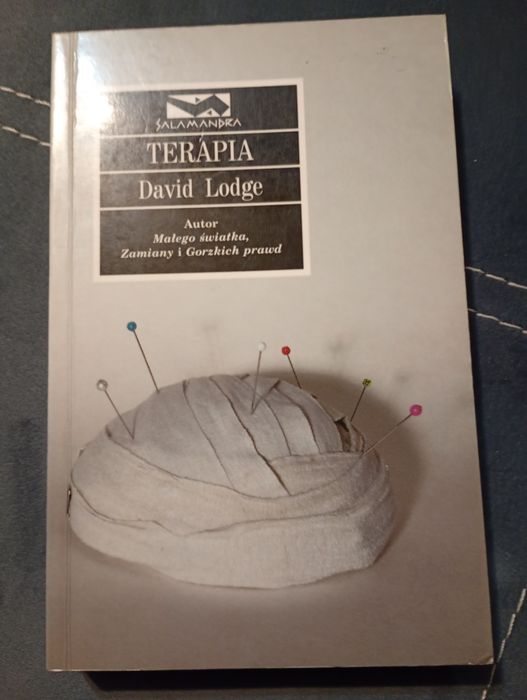 SALAMANDRA
TERAPIA
David Lodge
Autor
Małego światka,
Zamiany i Gorzkich prawd